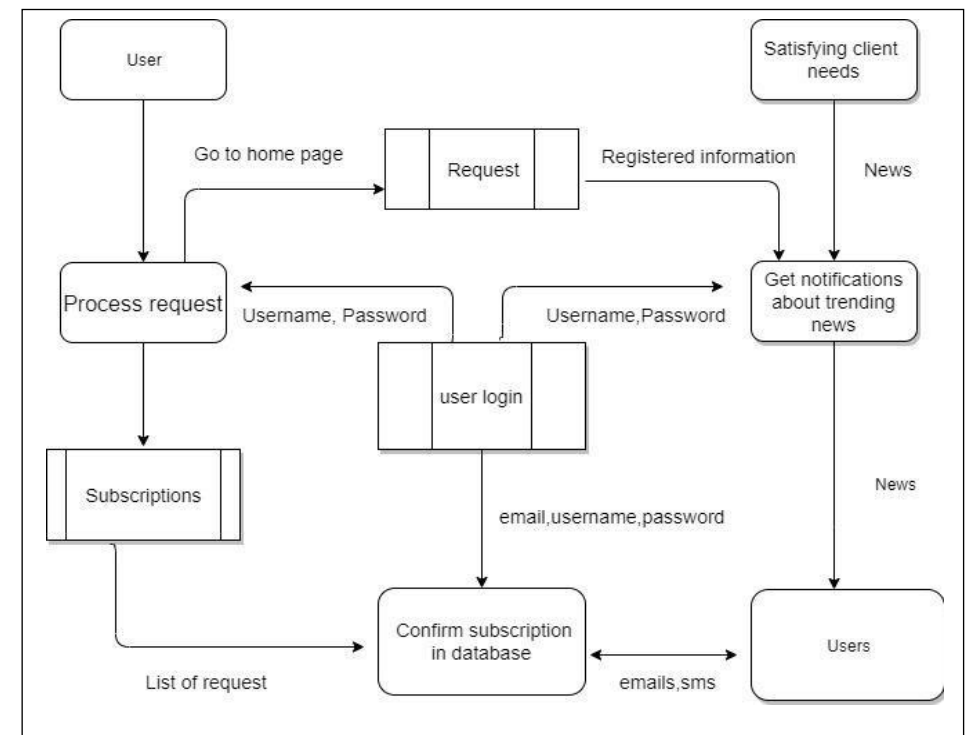 User
Satisfying client
needs
Go to home page
Request
Registered information
News
Process request
Username, Password
Username,Password
Get notifications
about trending
news
user login
Subscriptions
News
email,username,password
Confirm subscription
in database
Users
List of request
emails,sms